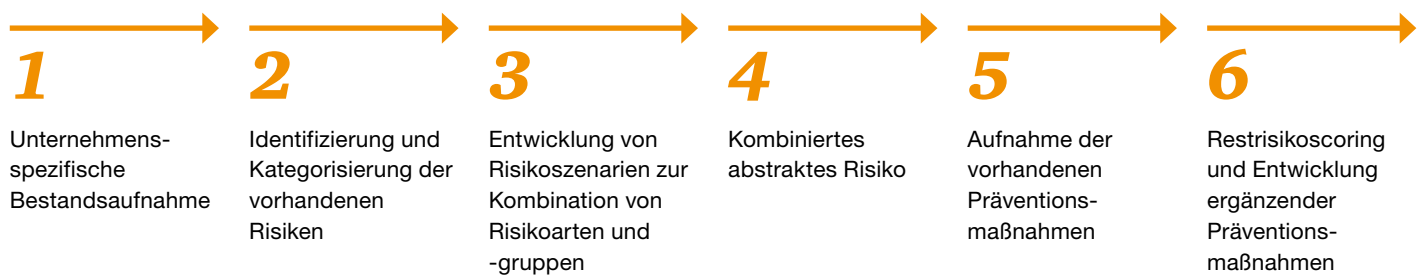 1
Unternehmens-
spezifische
Bestandsaufnahme
2
Identifizierung und
Kategorisierung der
vorhandenen
Risiken
3
Entwicklung von
Risikoszenarien zur
Kombination von
Risikoarten und
-gruppen
4
Kombiniertes
abstraktes Risiko
5
Aufnahme der
vorhandenen
Präventions-
maßnahmen
6
Restrisikoscoring
und Entwicklung
ergänzender
Präventions-
maßnahmen